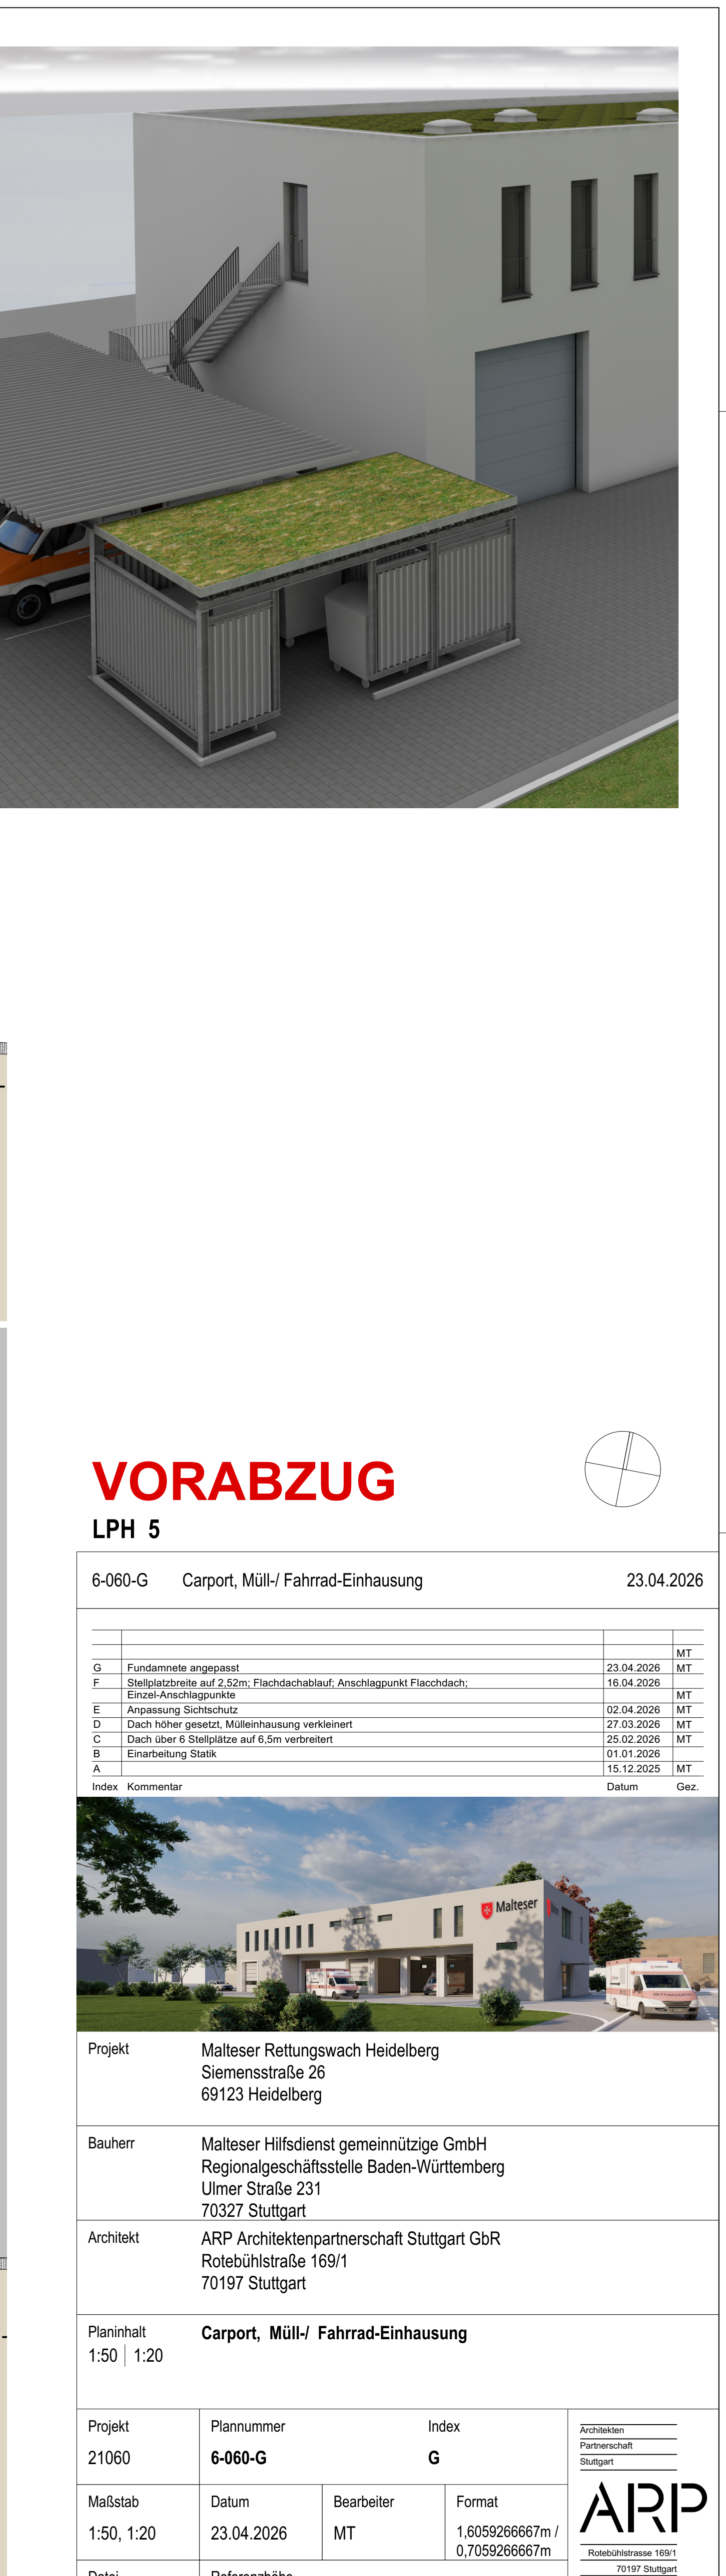 VORABZUG
LPH 5
6-060-G Carport, Müll-/ Fahrrad-Einhausung 23.04.2026
MT
G Fundamnete angepasst 23.04.2026 MT
F Stellplatzbreite auf 2,52m; Flachdachablauf; Anschlagpunkt Flacchdach; 16.04.2026
Einzel-Anschlagpunkte MT
E Anpassung Sichtschutz 02.04.2026 MT
D Dach höher gesetzt, Mülleinhausung verkleinert 27.03.2026 MT
C Dach über 6 Stellplätze auf 6,5m verbreitert 25.02.2026 MT
B Einarbeitung Statik 01.01.2026
A 15.12.2025 MT
Index Kommentar Datum Gez.
Malteser
Projekt Malteser Rettungswach Heidelberg
Siemensstraße 26
69123 Heidelberg
Bauherr Malteser Hilfsdienst gemeinnützige GmbH
Regionalgeschäftsstelle Baden-Württemberg
Ulmer Straße 231
70327 Stuttgart
Architekt ARP Architektenpartnerschaft Stuttgart GbR
Rotebühlstraße 169/1
70197 Stuttgart
Planinhalt Carport, Müll-/ Fahrrad-Einhausung
1:50 1:20
Projekt Plannummer Index
21060 6-060-G G
Maßstab Datum Bearbeiter Format
1:50, 1:20 23.04.2026 MT 1,6059266667m /
0,7059266667m
Architekten
Partnerschaft
Stuttgart
ARP
Rotebühlstrasse 169/1
70197 Stuttgart
Datei Referenzhöhe